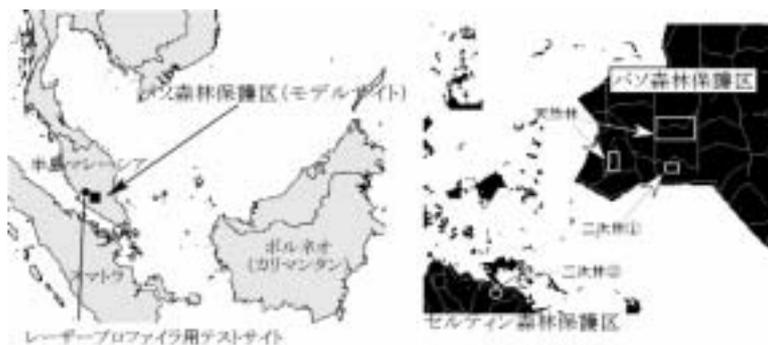 パソ森林保護区(モデルサイト)
半島マレーシア
ボルネオ
(カリマンタン)
スマトラ
レーザープロファイラ用テストサイト
パソ森林保護区
天然林
二次林①
二次林②
セルティン森林保護区